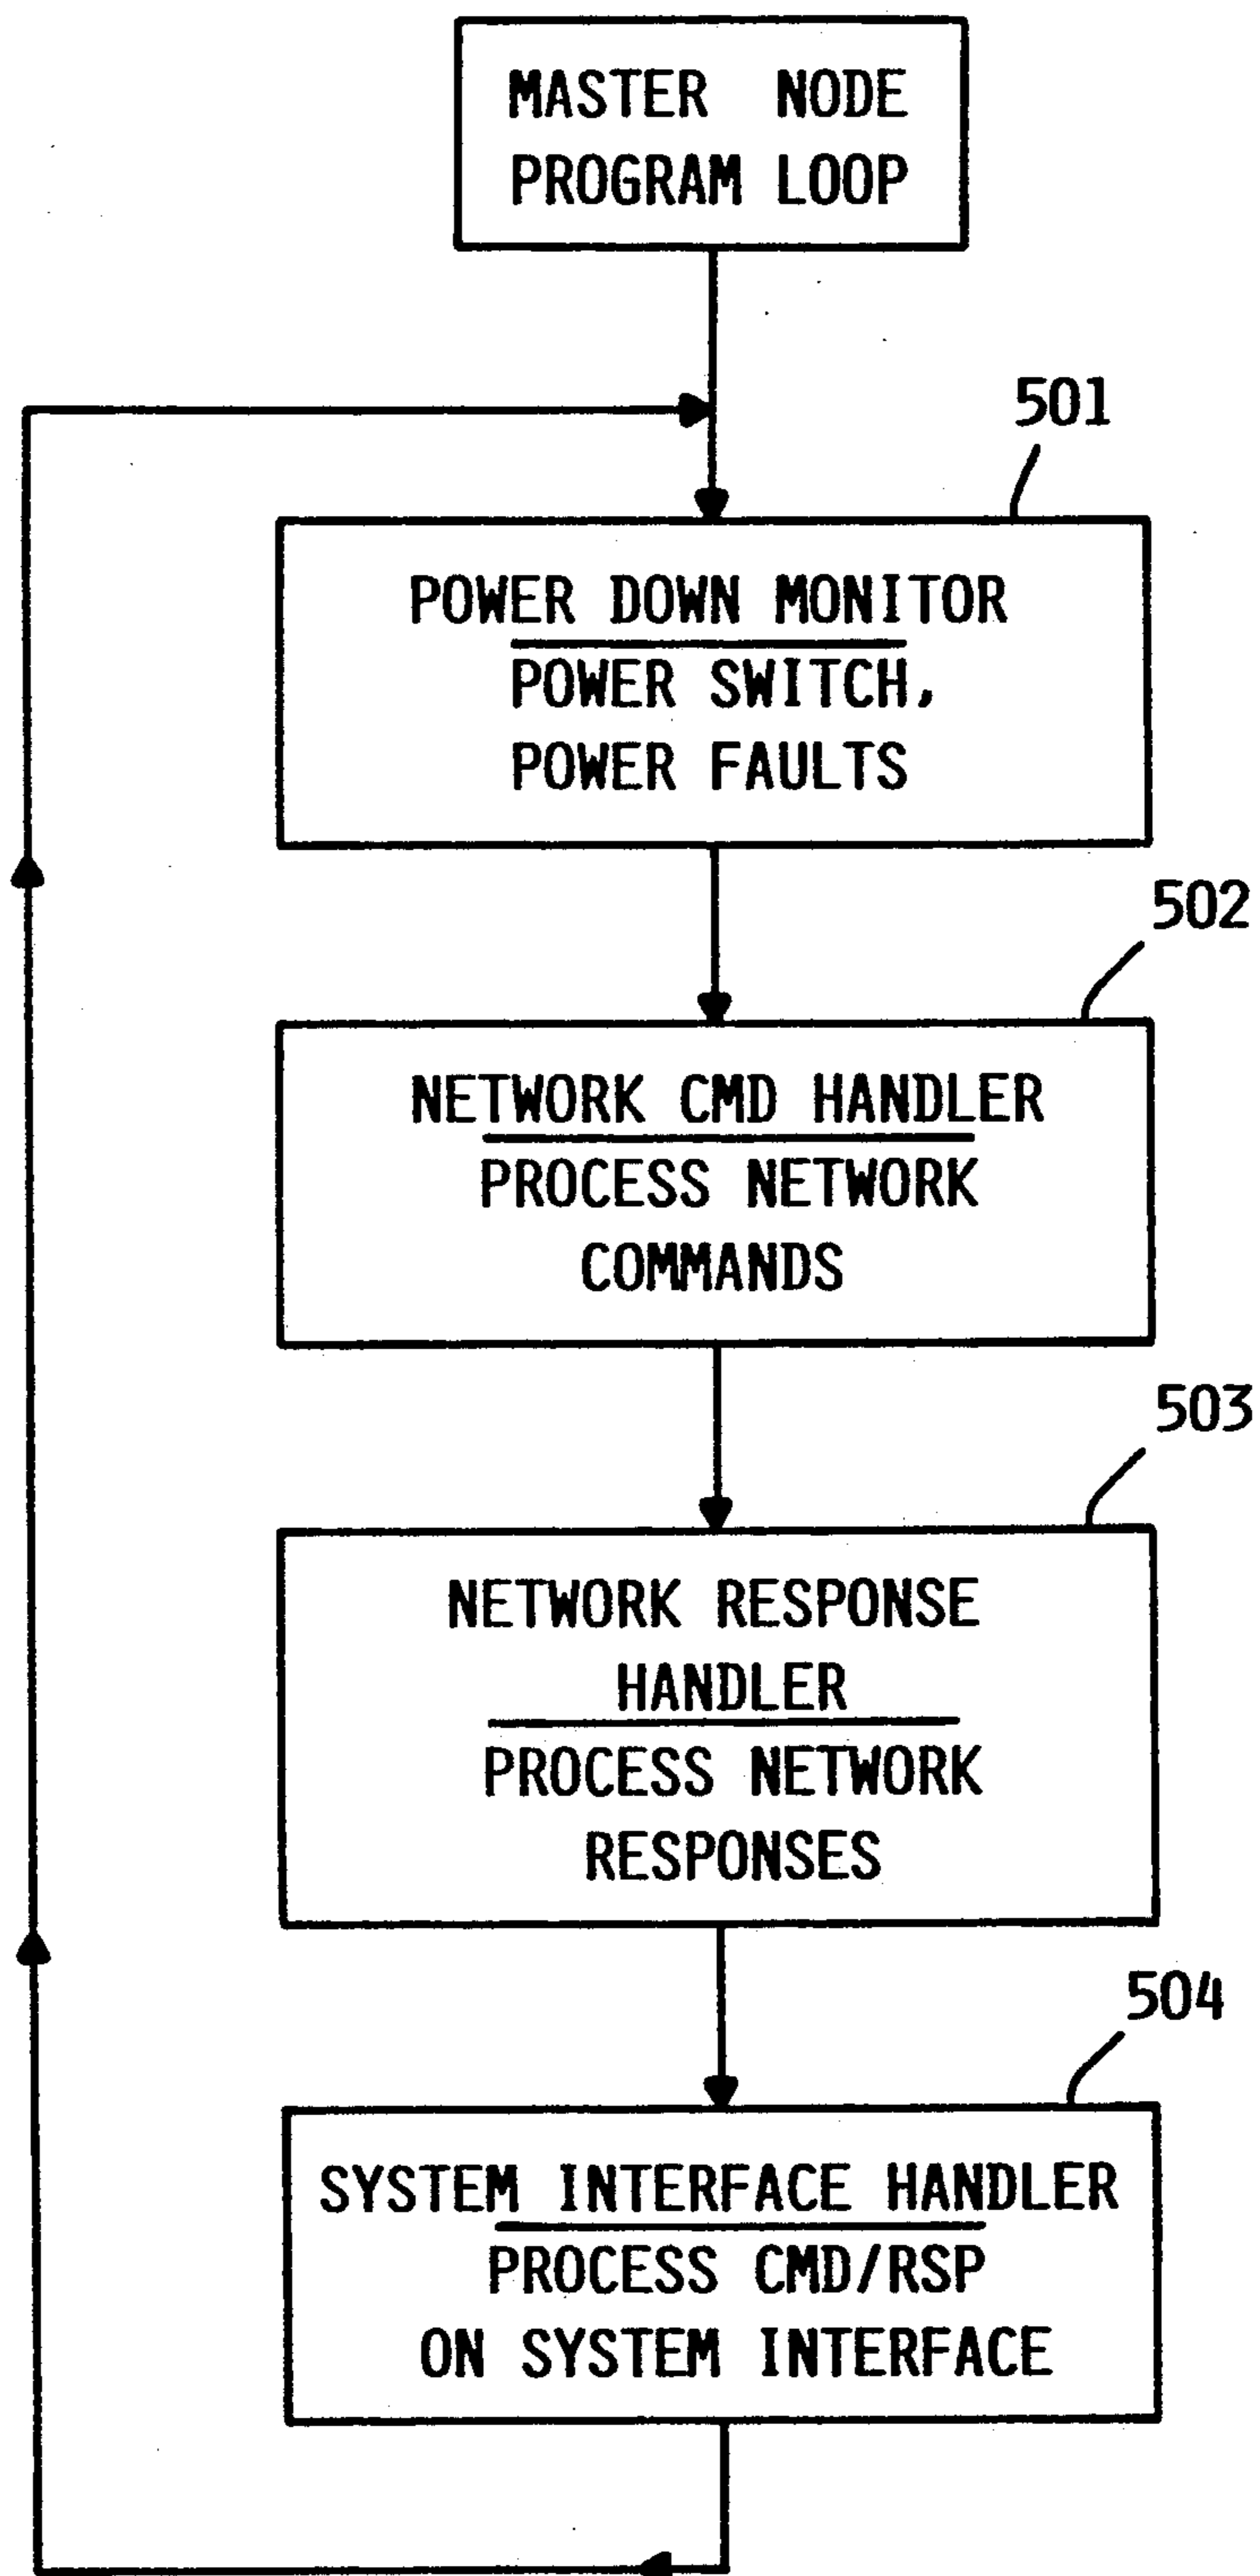 MASTER NODE
PROGRAM LOOP
501
POWER DOWN MONITOR
POWER SWITCH,
POWER FAULTS
502
NETWORK CMD HANDLER
PROCESS NETWORK
COMMANDS
503
NETWORK RESPONSE
HANDLER
PROCESS NETWORK
RESPONSES
504
SYSTEM INTERFACE HANDLER
PROCESS CMD/RSP
ON SYSTEM INTERFACE